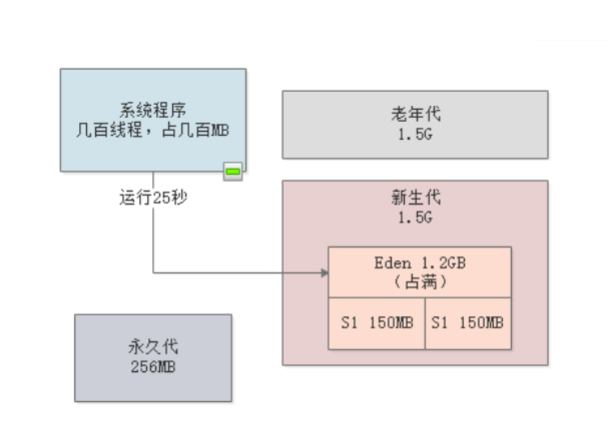 系统程序
几百线程，占几百MB
运行25秒
老年代
1.5G
新生代
1.5G
Eden 1.2GB
（占满）
S1 150MB
S1 150MB
永久代
256MB